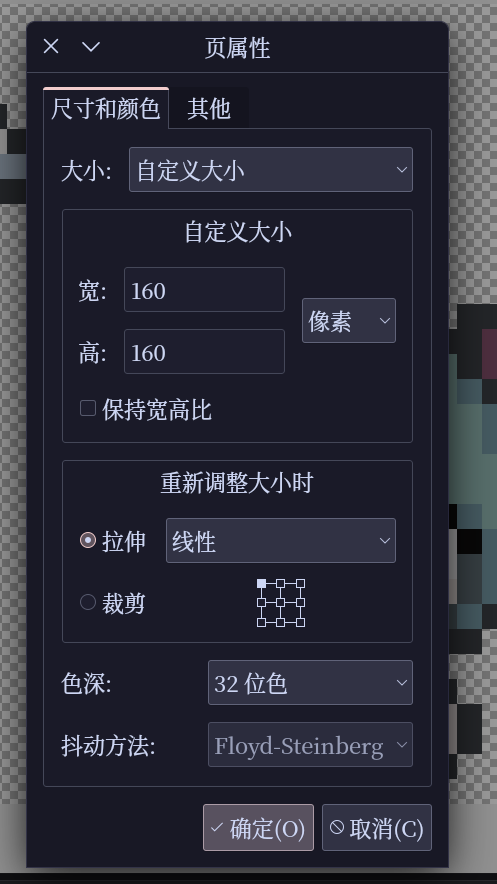 页属性
尺寸和颜色 其他
大小: 自定义大小
自定义大小
宽: 160
像素
高: 160
保持宽高比
重新调整大小时
拉伸 线性
裁剪
色深: 32 位色
抖动方法: Floyd-Steinberg
确定(O) 取消(C)